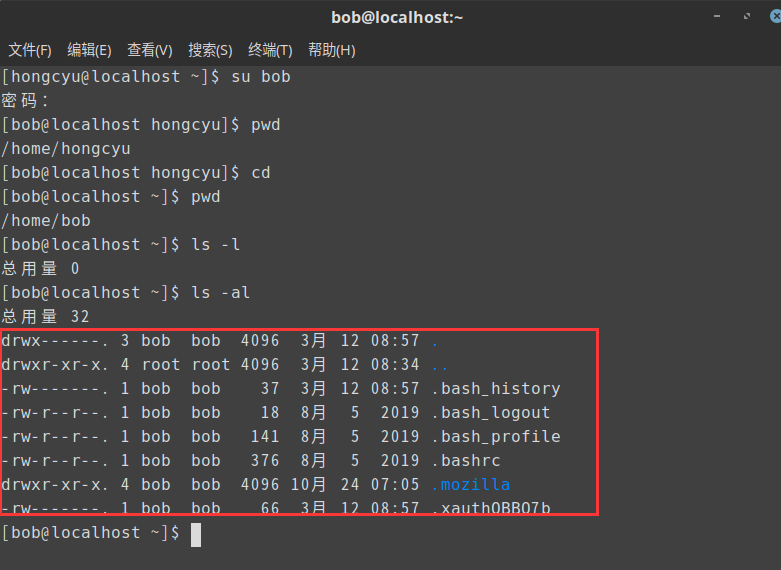 bob@localhost:~
文件(F) 编辑(E) 查看(V) 搜索(S) 终端(T) 帮助(H)
[hongcyu@localhost ~]$ su bob
密码：
[bob@localhost hongcyu]$ pwd
/home/hongcyu
[bob@localhost hongcyu]$ cd
[bob@localhost ~]$ pwd
/home/bob
[bob@localhost ~]$ ls -l
总用量 0
[bob@localhost ~]$ ls -al
总用量 32
drwx------. 3 bob  bob  4096  3月 12 08:57 .
drwxr-xr-x. 4 root root 4096  3月 12 08:34 ..
-rw-------. 1 bob  bob    37  3月 12 08:57 .bash_history
-rw-r--r--. 1 bob  bob    18  8月  5  2019 .bash_logout
-rw-r--r--. 1 bob  bob   141  8月  5  2019 .bash_profile
-rw-r--r--. 1 bob  bob   376  8月  5  2019 .bashrc
drwxr-xr-x. 4 bob  bob  4096 10月 24 07:05 .mozilla
-rw-------. 1 bob  bob    66  3月 12 08:57 .xauthOBBO7b
[bob@localhost ~]$